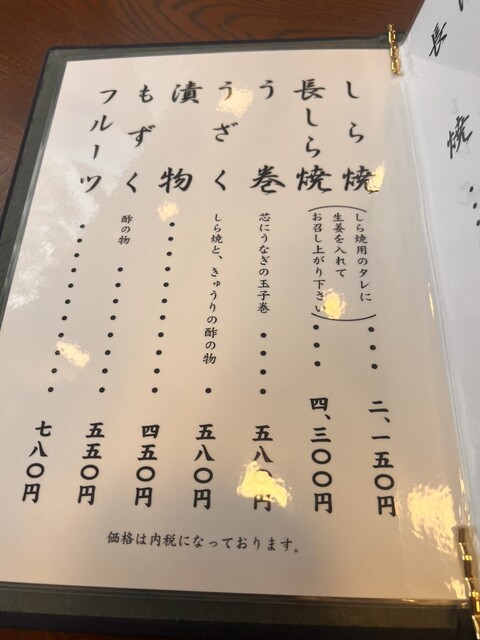 長
焼
しら焼
長しら焼
(しら焼用のタレに
生姜を入れて
お召し上がり下さい)
二、一五〇円
四、三〇〇円
う巻
芯にうなぎの玉子巻
五八〇円
うざく
しら焼と、きゅうりの酢の物
五八〇円
漬物
四五〇円
もずく
酢の物
五五〇円
フルーツ
七八〇円
価格は内税になっております。